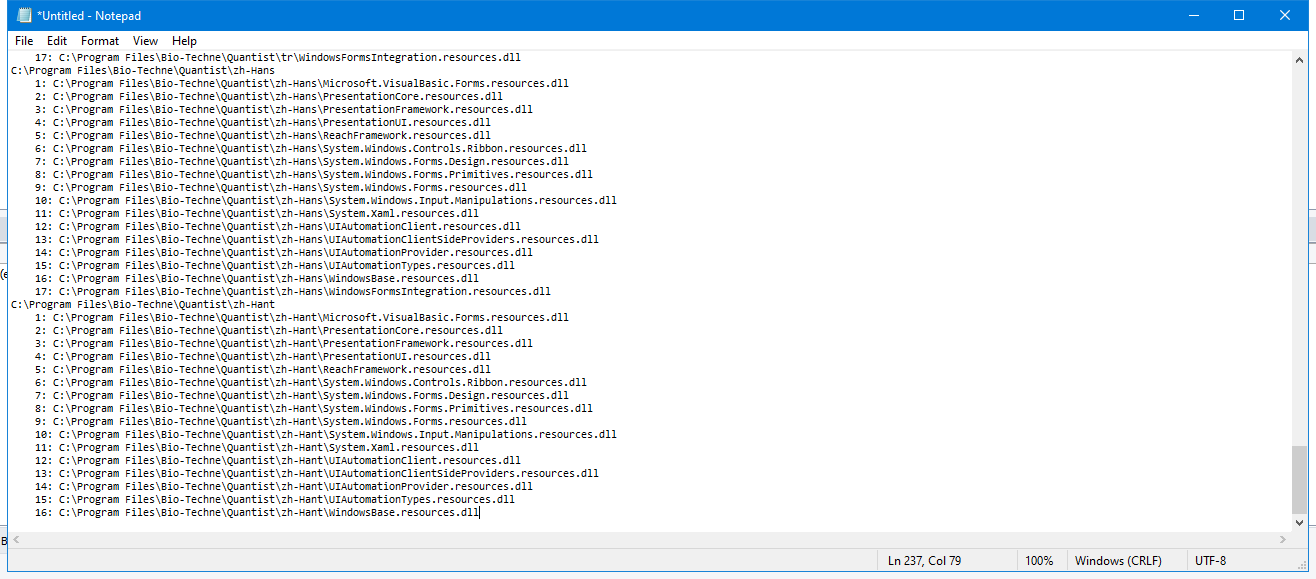 *Untitled - Notepad
File Edit Format View Help
17: C:\Program Files\Bio-Techne\Quantist\tr\WindowsFormsIntegration.resources.dll
C:\Program Files\Bio-Techne\Quantist\zh-Hans
1: C:\Program Files\Bio-Techne\Quantist\zh-Hans\Microsoft.VisualBasic.Forms.resources.dll
2: C:\Program Files\Bio-Techne\Quantist\zh-Hans\PresentationCore.resources.dll
3: C:\Program Files\Bio-Techne\Quantist\zh-Hans\PresentationFramework.resources.dll
4: C:\Program Files\Bio-Techne\Quantist\zh-Hans\PresentationUI.resources.dll
5: C:\Program Files\Bio-Techne\Quantist\zh-Hans\ReachFramework.resources.dll
6: C:\Program Files\Bio-Techne\Quantist\zh-Hans\System.Windows.Controls.Ribbon.resources.dll
7: C:\Program Files\Bio-Techne\Quantist\zh-Hans\System.Windows.Forms.Design.resources.dll
8: C:\Program Files\Bio-Techne\Quantist\zh-Hans\System.Windows.Forms.Primitives.resources.dll
9: C:\Program Files\Bio-Techne\Quantist\zh-Hans\System.Windows.Forms.resources.dll
10: C:\Program Files\Bio-Techne\Quantist\zh-Hans\System.Windows.Input.Manipulations.resources.dll
11: C:\Program Files\Bio-Techne\Quantist\zh-Hans\System.Xaml.resources.dll
12: C:\Program Files\Bio-Techne\Quantist\zh-Hans\UIAutomationClient.resources.dll
13: C:\Program Files\Bio-Techne\Quantist\zh-Hans\UIAutomationClientSideProviders.resources.dll
14: C:\Program Files\Bio-Techne\Quantist\zh-Hans\UIAutomationProvider.resources.dll
15: C:\Program Files\Bio-Techne\Quantist\zh-Hans\UIAutomationTypes.resources.dll
16: C:\Program Files\Bio-Techne\Quantist\zh-Hans\WindowsBase.resources.dll
17: C:\Program Files\Bio-Techne\Quantist\zh-Hans\WindowsFormsIntegration.resources.dll
C:\Program Files\Bio-Techne\Quantist\zh-Hant
1: C:\Program Files\Bio-Techne\Quantist\zh-Hant\Microsoft.VisualBasic.Forms.resources.dll
2: C:\Program Files\Bio-Techne\Quantist\zh-Hant\PresentationCore.resources.dll
3: C:\Program Files\Bio-Techne\Quantist\zh-Hant\PresentationFramework.resources.dll
4: C:\Program Files\Bio-Techne\Quantist\zh-Hant\PresentationUI.resources.dll
5: C:\Program Files\Bio-Techne\Quantist\zh-Hant\ReachFramework.resources.dll
6: C:\Program Files\Bio-Techne\Quantist\zh-Hant\System.Windows.Controls.Ribbon.resources.dll
7: C:\Program Files\Bio-Techne\Quantist\zh-Hant\System.Windows.Forms.Design.resources.dll
8: C:\Program Files\Bio-Techne\Quantist\zh-Hant\System.Windows.Forms.Primitives.resources.dll
9: C:\Program Files\Bio-Techne\Quantist\zh-Hant\System.Windows.Forms.resources.dll
10: C:\Program Files\Bio-Techne\Quantist\zh-Hant\System.Windows.Input.Manipulations.resources.dll
11: C:\Program Files\Bio-Techne\Quantist\zh-Hant\System.Xaml.resources.dll
12: C:\Program Files\Bio-Techne\Quantist\zh-Hant\UIAutomationClient.resources.dll
13: C:\Program Files\Bio-Techne\Quantist\zh-Hant\UIAutomationClientSideProviders.resources.dll
14: C:\Program Files\Bio-Techne\Quantist\zh-Hant\UIAutomationProvider.resources.dll
15: C:\Program Files\Bio-Techne\Quantist\zh-Hant\UIAutomationTypes.resources.dll
16: C:\Program Files\Bio-Techne\Quantist\zh-Hant\WindowsBase.resources.dll
Ln 237, Col 79 100% Windows (CRLF) UTF-8